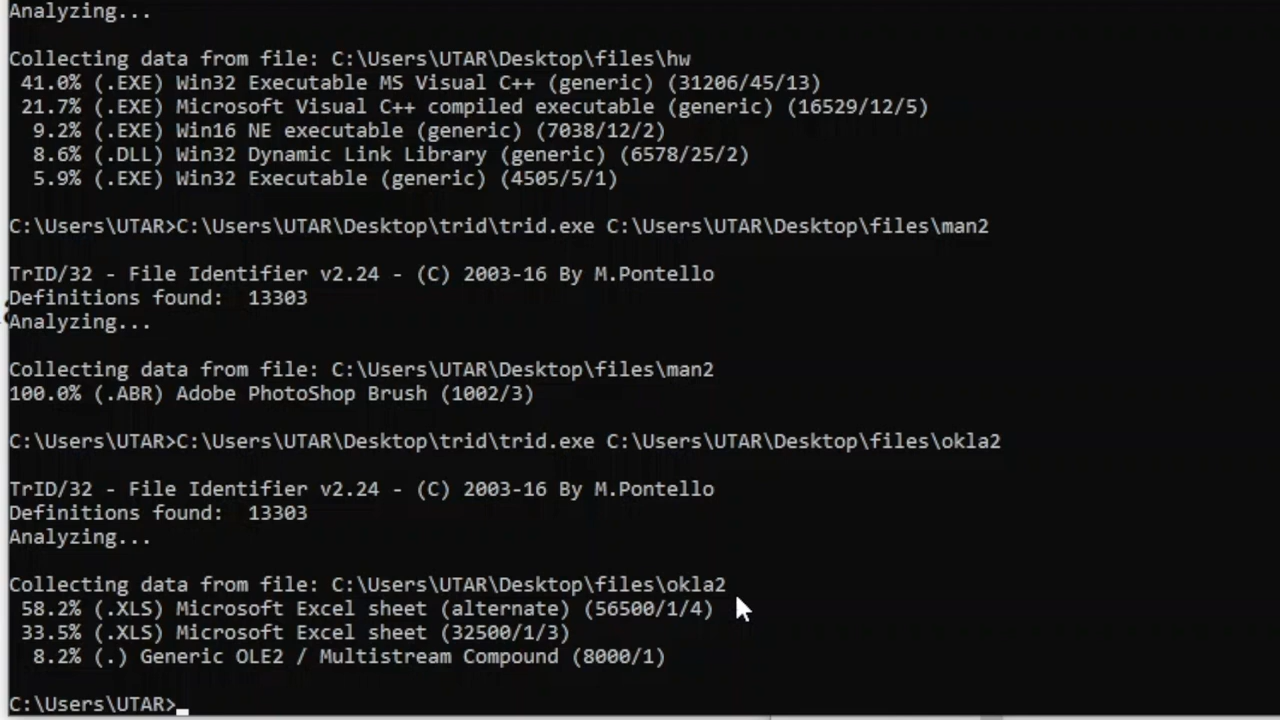 Analyzing...
Collecting data from file: C:\Users\UTAR\Desktop\files\hw
41.0% (.EXE) Win32 Executable MS Visual C++ (generic) (31206/45/13)
21.7% (.EXE) Microsoft Visual C++ compiled executable (generic) (16529/12/5)
9.2% (.EXE) Win16 NE executable (generic) (7038/12/2)
8.6% (.DLL) Win32 Dynamic Link Library (generic) (6578/25/2)
5.9% (.EXE) Win32 Executable (generic) (4505/5/1)
C:\Users\UTAR>C:\Users\UTAR\Desktop\trid\trid.exe C:\Users\UTAR\Desktop\files\man2
TrID/32 - File Identifier v2.24 - (C) 2003-16 By M.Pontello
Definitions found:  13303
Analyzing...
Collecting data from file: C:\Users\UTAR\Desktop\files\man2
100.0% (.ABR) Adobe PhotoShop Brush (1002/3)
C:\Users\UTAR>C:\Users\UTAR\Desktop\trid\trid.exe C:\Users\UTAR\Desktop\files\okla2
TrID/32 - File Identifier v2.24 - (C) 2003-16 By M.Pontello
Definitions found:  13303
Analyzing...
Collecting data from file: C:\Users\UTAR\Desktop\files\okla2
58.2% (.XLS) Microsoft Excel sheet (alternate) (56500/1/4)
33.5% (.XLS) Microsoft Excel sheet (32500/1/3)
8.2% (.) Generic OLE2 / Multistream Compound (8000/1)
C:\Users\UTAR>